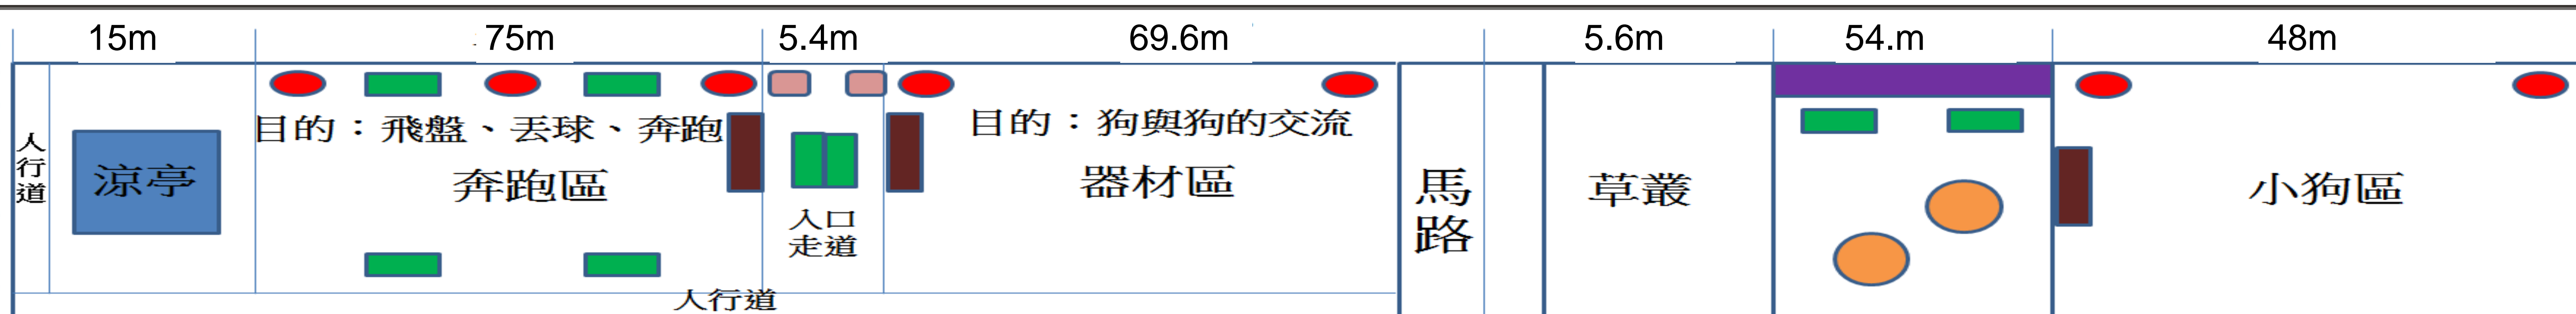 15m
75m
5.4m
69.6m
5.6m
54.m
48m
人行道
涼亭
目的：飛盤、丟球、奔跑
奔跑區
入口
走道
人行道
目的：狗與狗的交流
器材區
馬路
草叢
小狗區